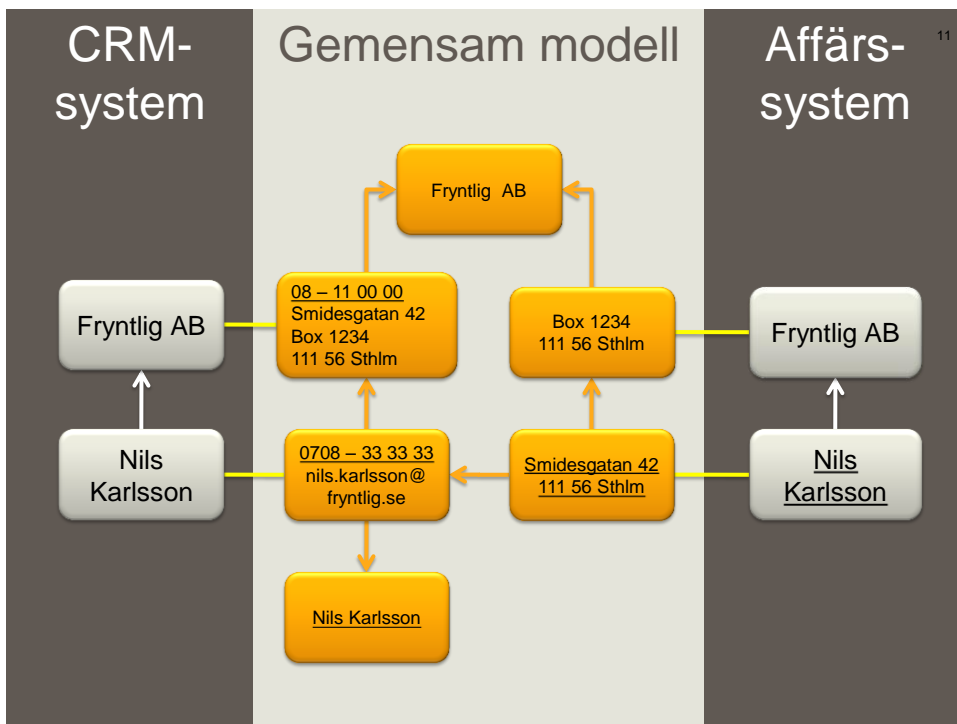 CRM-
system
Gemensam modell
Affärs-
system
11
Fryntlig AB
Fryntlig AB
08 – 11 00 00
Smidesgatan 42
Box 1234
111 56 Sthlm
Box 1234
111 56 Sthlm
Fryntlig AB
Nils
Karlsson
0708 – 33 33 33
nils.karlsson@
fryntlig.se
Smidesgatan 42
111 56 Sthlm
Nils
Karlsson
Nils Karlsson